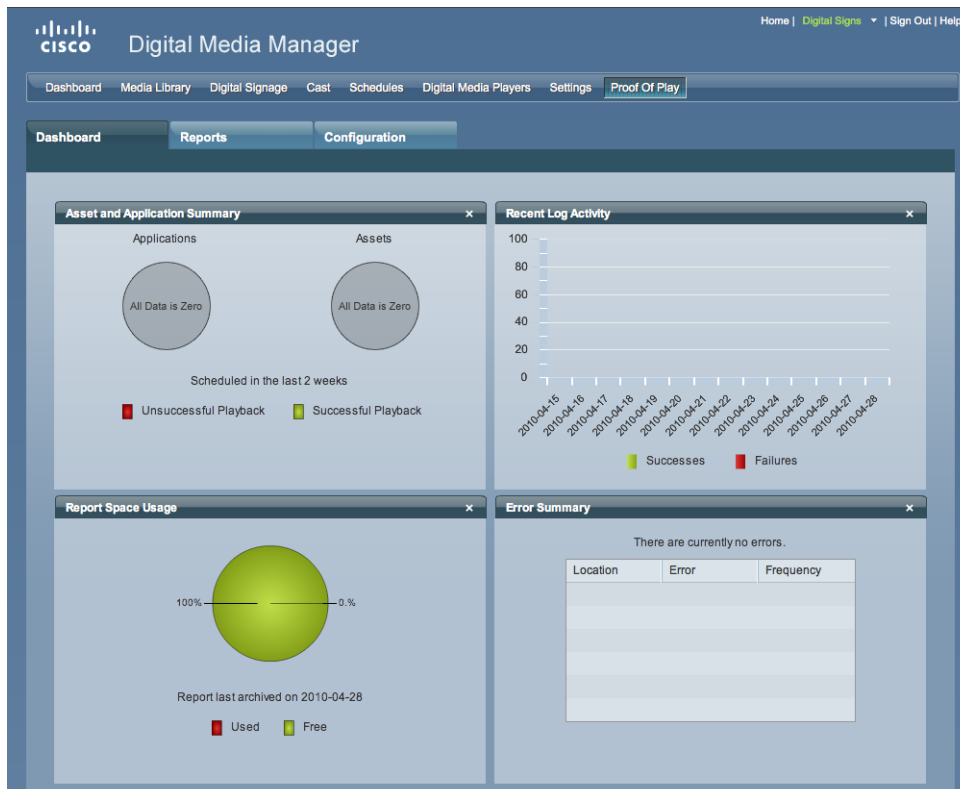 Home | Digital Signs | Sign Out | Help
CISCO
Digital Media Manager
Dashboard Media Library Digital Signage Cast Schedules Digital Media Players Settings Proof Of Play
Dashboard Reports Configuration
Asset and Application Summary ×
Applications Assets
All Data is Zero All Data is Zero
Scheduled in the last 2 weeks
Unsuccessful Playback Successful Playback
Recent Log Activity ×
100
80
60
40
20
0
2010-04-15 2010-04-16 2010-04-17 2010-04-18 2010-04-19 2010-04-20 2010-04-21 2010-04-22 2010-04-23 2010-04-24 2010-04-25 2010-04-26 2010-04-27 2010-04-28
Successes Failures
Report Space Usage ×
100% 0.%
Report last archived on 2010-04-28
Used Free
Error Summary ×
There are currently no errors.
Location Error Frequency